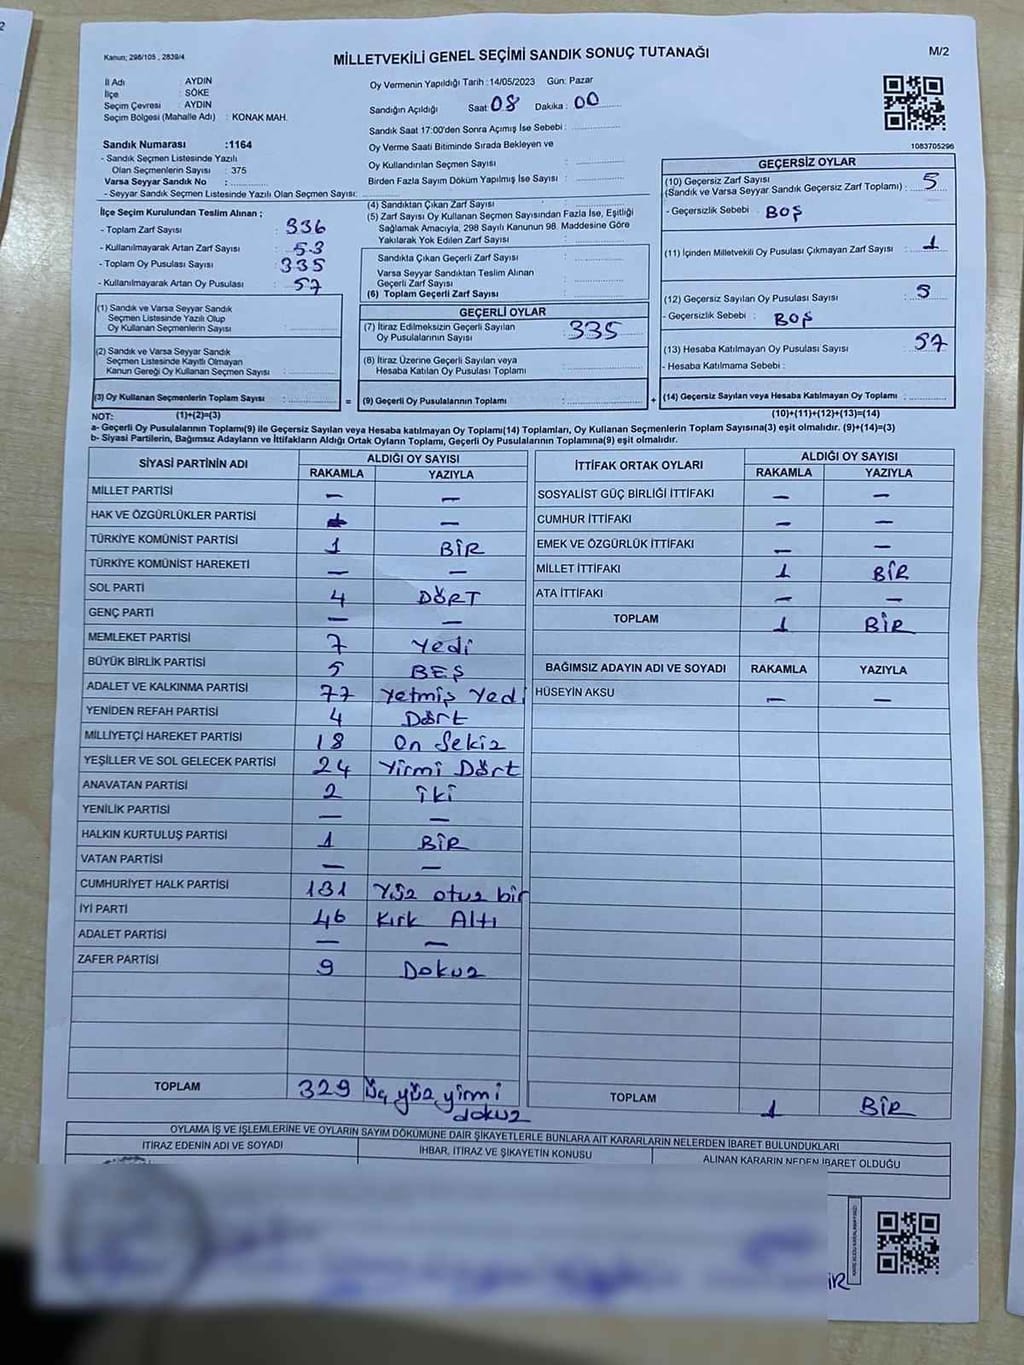 Kanun; 298/105 , 2839/4
MİLLETVEKİLİ GENEL SEÇİMİ SANDIK SONUÇ TUTANAĞI
M/2
İl Adı : AYDIN
İlçe : SÖKE
Seçim Çevresi : AYDIN
Seçim Bölgesi (Mahalle Adı) : KONAK MAH.
Oy Vermenin Yapıldığı Tarih :14/05/2023 Gün: Pazar
Sandığın Açıldığı Saat: 08 Dakika : 00
Sandık Saat 17:00'den Sonra Açımış İse Sebebi :
Oy Verme Saati Bitiminde Sırada Bekleyen ve
Oy Kullandırılan Seçmen Sayısı :
Birden Fazla Sayım Döküm Yapılmış İse Sayısı :
1083705296
Sandık Numarası :1164
- Sandık Seçmen Listesinde Yazılı
Olan Seçmenlerin Sayısı : 375
Varsa Seyyar Sandık No :
- Seyyar Sandık Seçmen Listesinde Yazılı Olan Seçmen Sayısı:
İlçe Seçim Kurulundan Teslim Alınan ;
- Toplam Zarf Sayısı : 336
- Kullanılmayarak Artan Zarf Sayısı : 53
- Toplam Oy Pusulası Sayısı : 335
- Kullanılmayarak Artan Oy Pusulası : 57
(1) Sandık ve Varsa Seyyar Sandık
Seçmen Listesinde Yazılı Olup
Oy Kullanan Seçmenlerin Sayısı :
(2) Sandık ve Varsa Seyyar Sandık
Seçmen Listesinde Kayıtlı Olmayan
Kanun Gereği Oy Kullanan Seçmen Sayısı :
(3) Oy Kullanan Seçmenlerin Toplam Sayısı :
(4) Sandıktan Çıkan Zarf Sayısı :
(5) Zarf Sayısı Oy Kullanan Seçmen Sayısından Fazla İse, Eşitliği
Sağlamak Amacıyla, 298 Sayılı Kanunun 98. Maddesine Göre
Yakılarak Yok Edilen Zarf Sayısı :
Sandıkta Çıkan Geçerli Zarf Sayısı :
Varsa Seyyar Sandıktan Teslim Alınan
Geçerli Zarf Sayısı :
(6) Toplam Geçerli Zarf Sayısı :
GEÇERLİ OYLAR
(7) İtiraz Edilmeksizin Geçerli Sayılan
Oy Pusulalarının Sayısı : 335
(8) İtiraz Üzerine Geçerli Sayılan veya
Hesaba Katılan Oy Pusulası Toplamı :
= (9) Geçerli Oy Pusulalarının Toplamı :
GEÇERSİZ OYLAR
(10) Geçersiz Zarf Sayısı
(Sandık ve Varsa Seyyar Sandık Geçersiz Zarf Toplamı) : 5
- Geçersizlik Sebebi : BOŞ
(11) İçinden Milletvekili Oy Pusulası Çıkmayan Zarf Sayısı : 1
(12) Geçersiz Sayılan Oy Pusulası Sayısı : 5
- Geçersizlik Sebebi : BOŞ
(13) Hesaba Katılmayan Oy Pusulası Sayısı : 57
- Hesaba Katılmama Sebebi :
+ (14) Geçersiz Sayılan veya Hesaba Katılmayan Oy Toplamı :
NOT: (1)+(2)=(3)
(10)+(11)+(12)+(13)=(14)
a- Geçerli Oy Pusulalarının Toplamı(9) ile Geçersiz Sayılan veya Hesaba katılmayan Oy Toplamı(14) Toplamları, Oy Kullanan Seçmenlerin Toplam Sayısına(3) eşit olmalıdır. (9)+(14)=(3)
b- Siyasi Partilerin, Bağımsız Adayların ve İttifakların Aldığı Ortak Oyların Toplamı, Geçerli Oy Pusulalarının Toplamına(9) eşit olmalıdır.
SİYASİ PARTİNİN ADI
ALDIĞI OY SAYISI
RAKAMLA YAZIYLA
MİLLET PARTİSİ — —
HAK VE ÖZGÜRLÜKLER PARTİSİ —
TÜRKİYE KOMÜNİST PARTİSİ 1 BİR
TÜRKİYE KOMÜNİST HAREKETİ — —
SOL PARTİ 4 DÖRT
GENÇ PARTİ — —
MEMLEKET PARTİSİ 7 Yedi
BÜYÜK BİRLİK PARTİSİ 5 BEŞ
ADALET VE KALKINMA PARTİSİ 77 Yetmiş Yedi
YENİDEN REFAH PARTİSİ 4 Dört
MİLLİYETÇİ HAREKET PARTİSİ 18 On Sekiz
YEŞİLLER VE SOL GELECEK PARTİSİ 24 Yirmi Dört
ANAVATAN PARTİSİ 2 İki
YENİLİK PARTİSİ — —
HALKIN KURTULUŞ PARTİSİ 1 BİR
VATAN PARTİSİ — —
CUMHURİYET HALK PARTİSİ 131 Yüz otuz bir
İYİ PARTİ 46 Kırk Altı
ADALET PARTİSİ — —
ZAFER PARTİSİ 9 Dokuz
TOPLAM 329 Üç yüz yirmi
dokuz
İTTİFAK ORTAK OYLARI
ALDIĞI OY SAYISI
RAKAMLA YAZIYLA
SOSYALİST GÜÇ BİRLİĞİ İTTİFAKI — —
CUMHUR İTTİFAKI — —
EMEK VE ÖZGÜRLÜK İTTİFAKI — —
MİLLET İTTİFAKI 1 BİR
ATA İTTİFAKI — —
TOPLAM 1 BİR
BAĞIMSIZ ADAYIN ADI VE SOYADI RAKAMLA YAZIYLA
HÜSEYİN AKSU — —
TOPLAM 1 BİR
OYLAMA İŞ VE İŞLEMLERİNE VE OYLARIN SAYIM DÖKÜMÜNE DAİR ŞİKAYETLERLE BUNLARA AİT KARARLARIN NELERDEN İBARET BULUNDUKLARI
İTİRAZ EDENİN ADI VE SOYADI
İHBAR, İTİRAZ VE ŞİKAYETİN KONUSU
ALINAN KARARIN NEDEN İBARET OLDUĞU